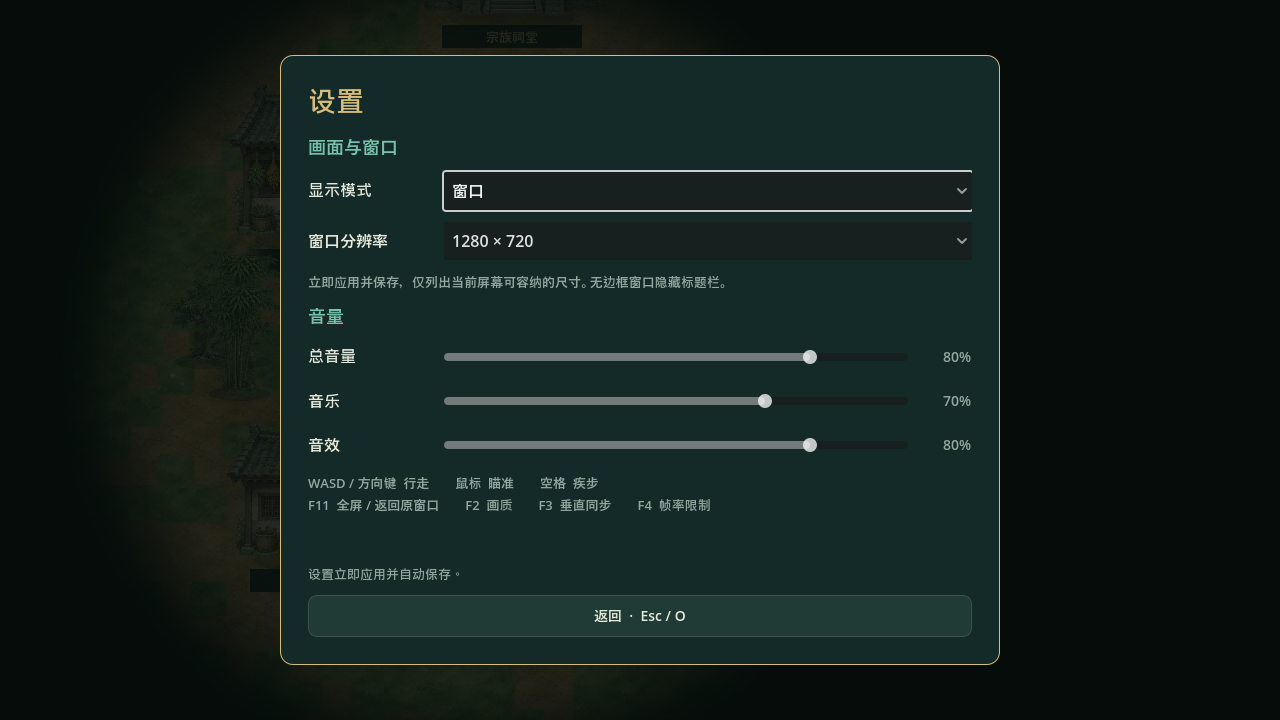 宗族祠堂
设置
画面与窗口
显示模式 窗口
窗口分辨率 1280 × 720
立即应用并保存，仅列出当前屏幕可容纳的尺寸。无边框窗口隐藏标题栏。
音量
总音量 80%
音乐 70%
音效 80%
WASD / 方向键 行走 鼠标 瞄准 空格 疾步
F11 全屏 / 返回原窗口 F2 画质 F3 垂直同步 F4 帧率限制
设置立即应用并自动保存。
返回 · Esc / O